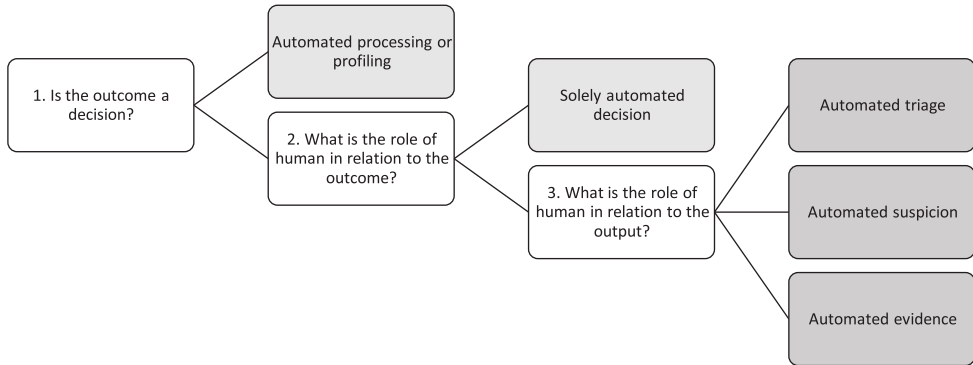 Automated processing or
profiling
1. Is the outcome a
decision?
2. What is the role of
human in relation to the
outcome?
Solely automated
decision
3. What is the role of
human in relation to the
output?
Automated triage
Automated suspicion
Automated evidence